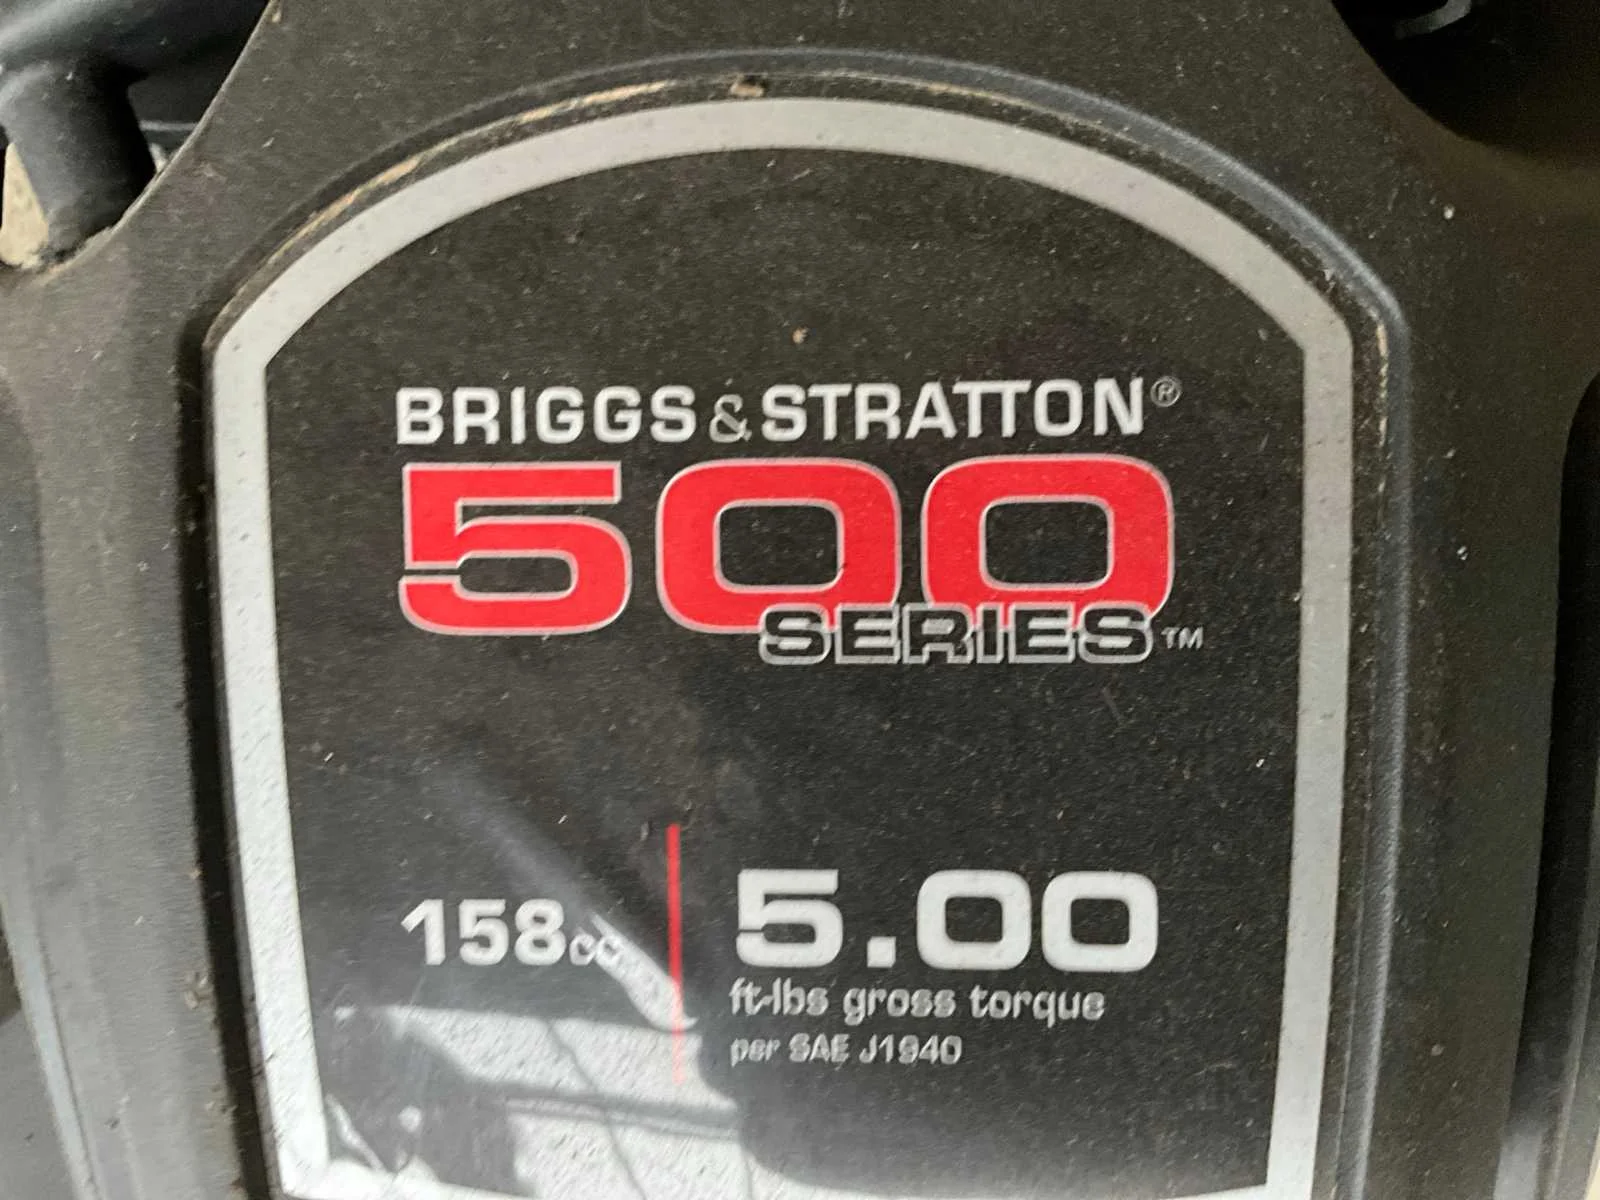 BRIGGS & STRATTON®
500
SERIES™
158cc
5.00
ft-lbs gross torque
per SAE J1940